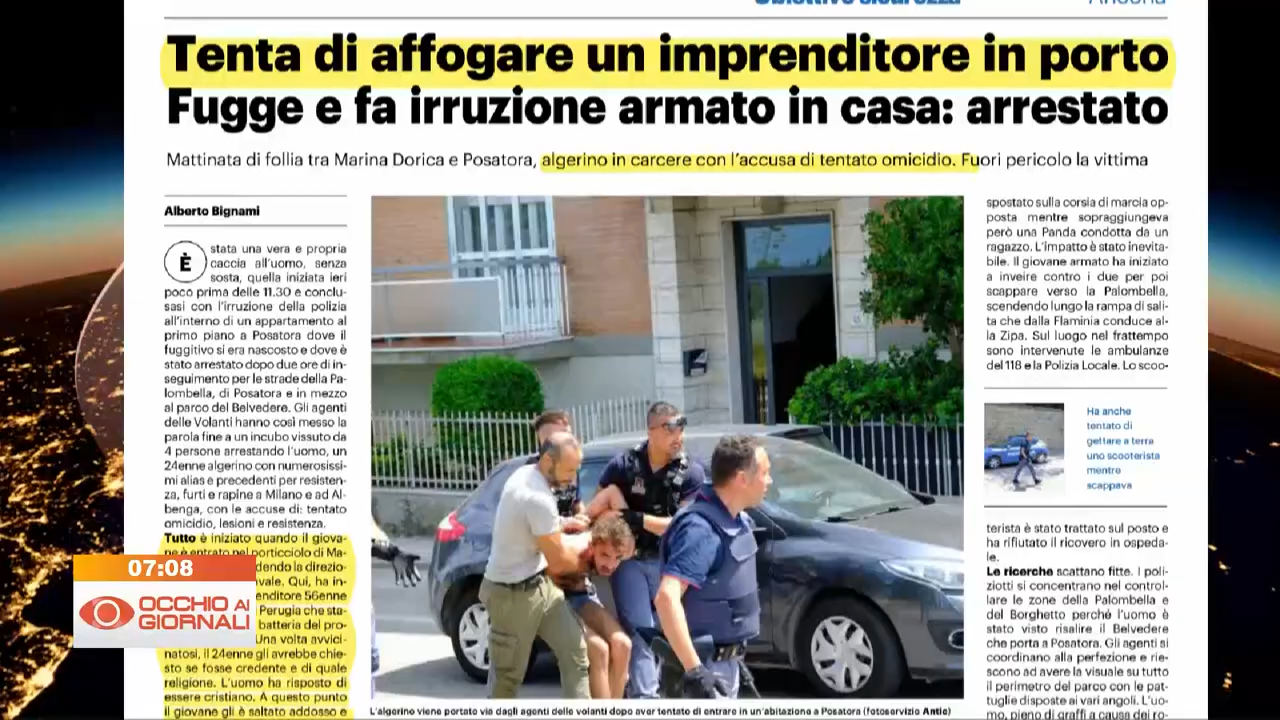 Obiettivo sicurezza
Ancona
Tenta di affogare un imprenditore in porto
Fugge e fa irruzione armato in casa: arrestato
Mattinata di follia tra Marina Dorica e Posatora, algerino in carcere con l'accusa di tentato omicidio. Fuori pericolo la vittima
Alberto Bignami
È stata una vera e propria
caccia all'uomo, senza
sosta, quella iniziata ieri
poco prima delle 11.30 e conclu-
sasi con l'irruzione della polizia
all'interno di un appartamento al
primo piano a Posatora dove il
fuggitivo si era nascosto e dove è
stato arrestato dopo due ore di in-
seguimento per le strade della Pa-
lombella, di Posatora e in mezzo
al parco del Belvedere. Gli agenti
delle Volanti hanno così messo la
parola fine a un incubo vissuto da
4 persone arrestando l'uomo, un
24enne algerino con numerosissi-
mi alias e precedenti per resisten-
za, furti e rapine a Milano e ad Al-
benga, con le accuse di: tentato
omicidio, lesioni e resistenza.
Tutto è iniziato quando il giova-
ne è entrato nel porticciolo di Ma-
dendo la direzio-
vale. Qui, ha in-
enditore 56enne
Perugia che sta-
batteria del pro-
Una volta avvici-
natosi, il 24enne gli avrebbe chie-
sto se fosse credente e di quale
religione. L'uomo ha risposto di
essere cristiano. A questo punto
il giovane gli è saltato addosso e
07:08
OCCHIO AI
GIORNALI
L'algerino viene portato via dagli agenti delle volanti dopo aver tentato di entrare in un'abitazione a Posatora (fotoservizio Antic)
spostato sulla corsia di marcia op-
posta mentre sopraggiungeva
però una Panda condotta da un
ragazzo. L'impatto è stato inevita-
bile. Il giovane armato ha iniziato
a inveire contro i due per poi
scappare verso la Palombella,
scendendo lungo la rampa di sali-
ta che dalla Flaminia conduce al-
la Zipa. Sul luogo nel frattempo
sono intervenute le ambulanze
del 118 e la Polizia Locale. Lo scoo-
Ha anche
tentato di
gettare a terra
uno scooterista
mentre
scappava
terista è stato trattato sul posto e
ha rifiutato il ricovero in ospeda-
le.
Le ricerche scattano fitte. I poli-
ziotti si concentrano nel control-
lare le zone della Palombella e
del Borghetto perché l'uomo è
stato visto risalire il Belvedere
che porta a Posatora. Gli agenti si
coordinano alla perfezione e rie-
scono ad avere la visuale su tutto
il perimetro del parco con le pat-
tuglie disposte ai vari angoli. L'uo-
mo, pieno di graffi a causa dei ro-